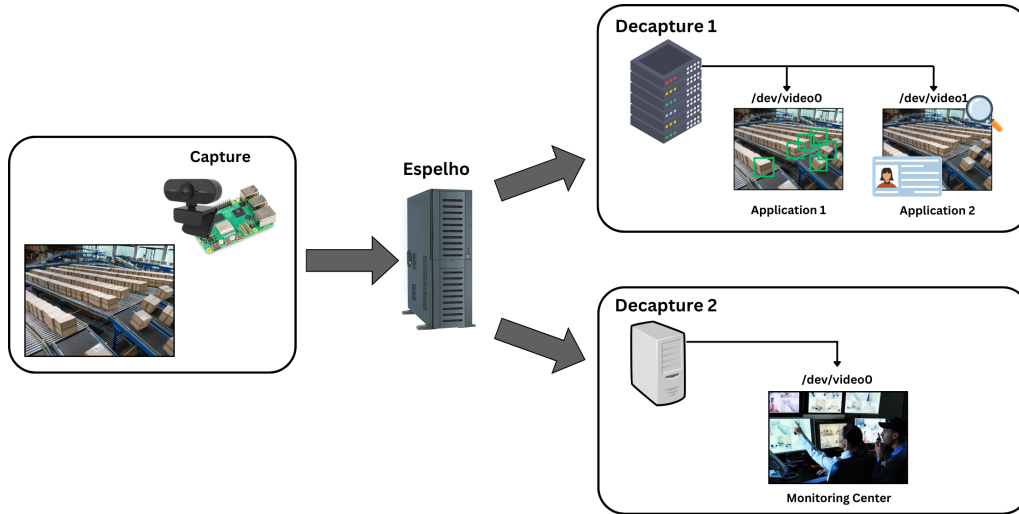 Capture
Espelho
Decapture 1
/dev/video0
/dev/video1
Application 1
Application 2
Decapture 2
/dev/video0
Monitoring Center